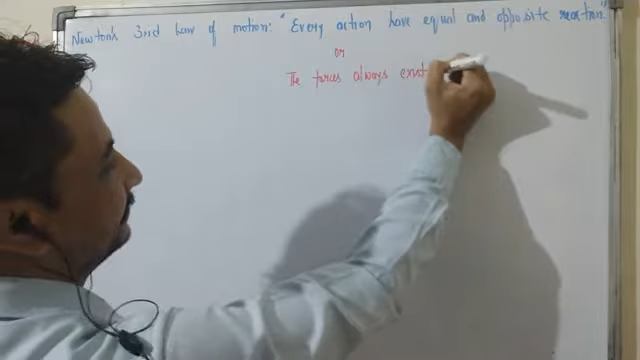 Newton's 3rd Law of motion: "Every action have equal and opposite reaction"
or
The forces always exist